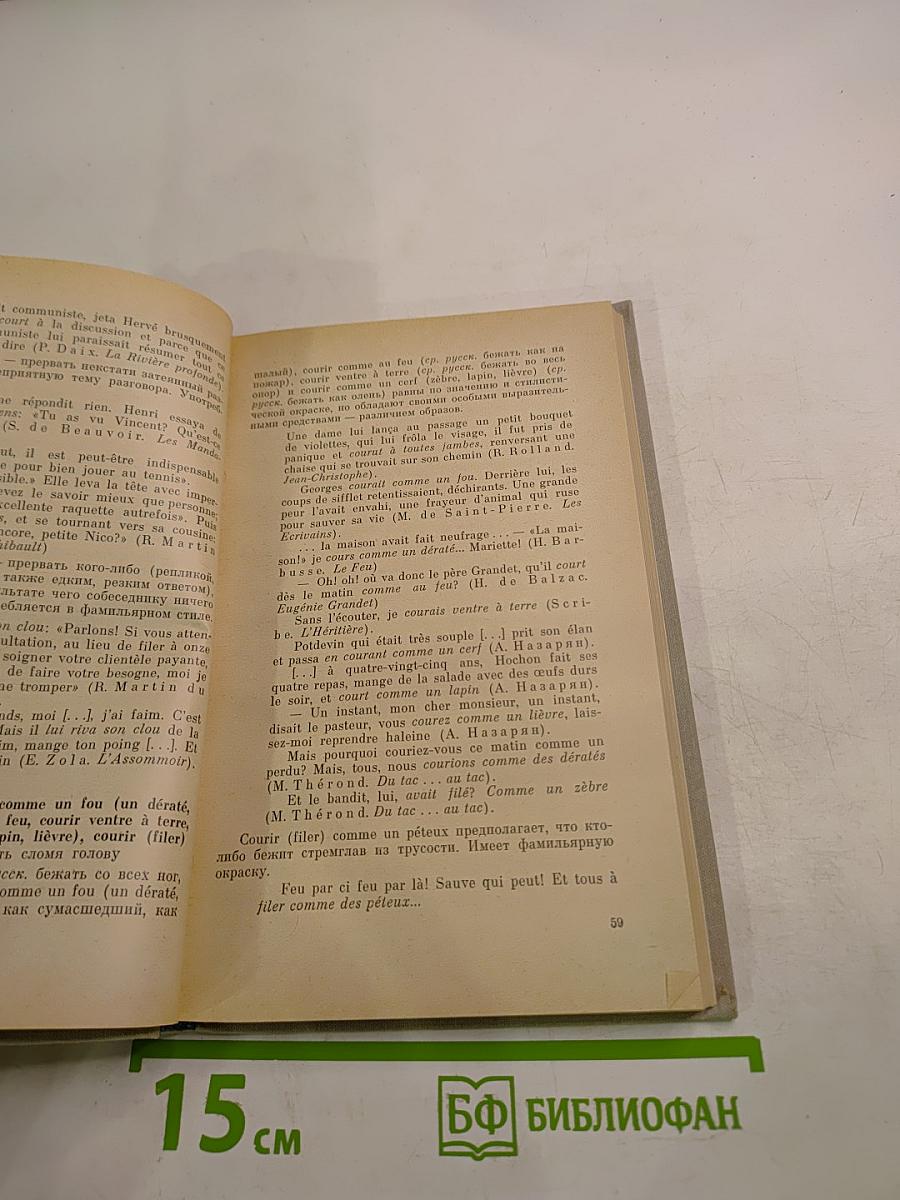 t communiste, jeta Hervé brusquement
court à la discussion et parce que ce
muniste lui paraissait résumer tout ce
dire (P. Daix. La Rivière profonde)
— прервать некстати затеянный раз-
еприятную тему разговора. Употреб.
ne répondit rien. Henri essaya de
ens: «Tu as vu Vincent? Qu'est-ce
(S. de Beauvoir. Les Manda-
ut, il est peut-être indispensable
e pour bien jouer au tennis».
sible.» Elle leva la tête avec imper-
evez le savoir mieux que personne;
xcellente raquette autrefois». Puis
s, et se tournant vers sa cousine:
ncore, petite Nico?» (R. Martin
hibault)
— прервать кого-либо (репликой,
также едким, резким ответом),
ультате чего собеседнику ничего
ебляется в фамильярном стиле.
on clou: «Parlons! Si vous atten-
ultation, au lieu de filer à onze
soigner votre clientèle payante,
de faire votre besogne, moi je
ne tromper» (R. Martin du
nds, moi [...], j'ai faim. C'est
Mais il lui riva son clou de la
im, mange ton poing [...]. Et
in (E. Zola. L'Assommoir).
comme un fou (un dératé,
feu, courir ventre à terre,
pin, lièvre), courir (filer)
ть сломя голову
усск. бежать со всех ног,
omme un fou (un dératé,
как сумасшедший, как
шалый), courir comme au feu (ср. русск. бежать как на
пожар), courir ventre à terre (ср. русск. бежать во весь
опор) и courir comme un cerf (zèbre, lapin, lièvre) (ср.
русск. бежать как олень) равны по значению и стилисти-
ческой окраске, но обладают своими особыми выразитель-
ными средствами — различием образов.
Une dame lui lança au passage un petit bouquet
de violettes, qui lui frôla le visage, il fut pris de
panique et courat à toutes jambes, renversant une
chaise qui se trouvait sur son chemin (R. Rolland.
Jean-Christophe).
Georges courait comme un fou. Derrière lui, les
coups de sifflet retentissaient, déchirants. Une grande
peur l'avait envahi, une frayeur d'animal qui ruse
pour sauver sa vie (M. de Saint-Pierre. Les
Ecrivains).
... la maison avait fait neufrage... — «La mai-
son!» je cours comme un dératé... Mariette! (H. Bar-
busse. Le Feu)
— Oh! oh! où va donc le père Grandet, qu'il court
dès le matin comme au feu? (H. de Balzac.
Eugénie Grandet)
Sans l'écouter, je courais ventre à terre (Scri-
be. L'Héritière).
Potdevin qui était très souple [...] prit son élan
et passa en courant comme un cerf (А. Назарян).
[...] à quatre-vingt-cinq ans, Hochon fait ses
quatre repas, mange de la salade avec des œufs durs
le soir, et court comme un lapin (А. Назарян).
— Un instant, mon cher monsieur, un instant,
disait le pasteur, vous courez comme un lièvre, lais-
sez-moi reprendre haleine (А. Назарян).
Mais pourquoi couriez-vous ce matin comme un
perdu? Mais, tous, nous courions comme des dératés
(M. Thérond. Du tac ... au tac).
Et le bandit, lui, avait filé? Comme un zèbre
(M. Thérond. Du tac ... au tac).
Courir (filer) comme un péteux предполагает, что кто-
либо бежит стремглав из трусости. Имеет фамильярную
окраску.
Feu par ci feu par là! Sauve qui peut! Et tous à
filer comme des péteux...
59
15 см
БФ БИБЛИОФАН